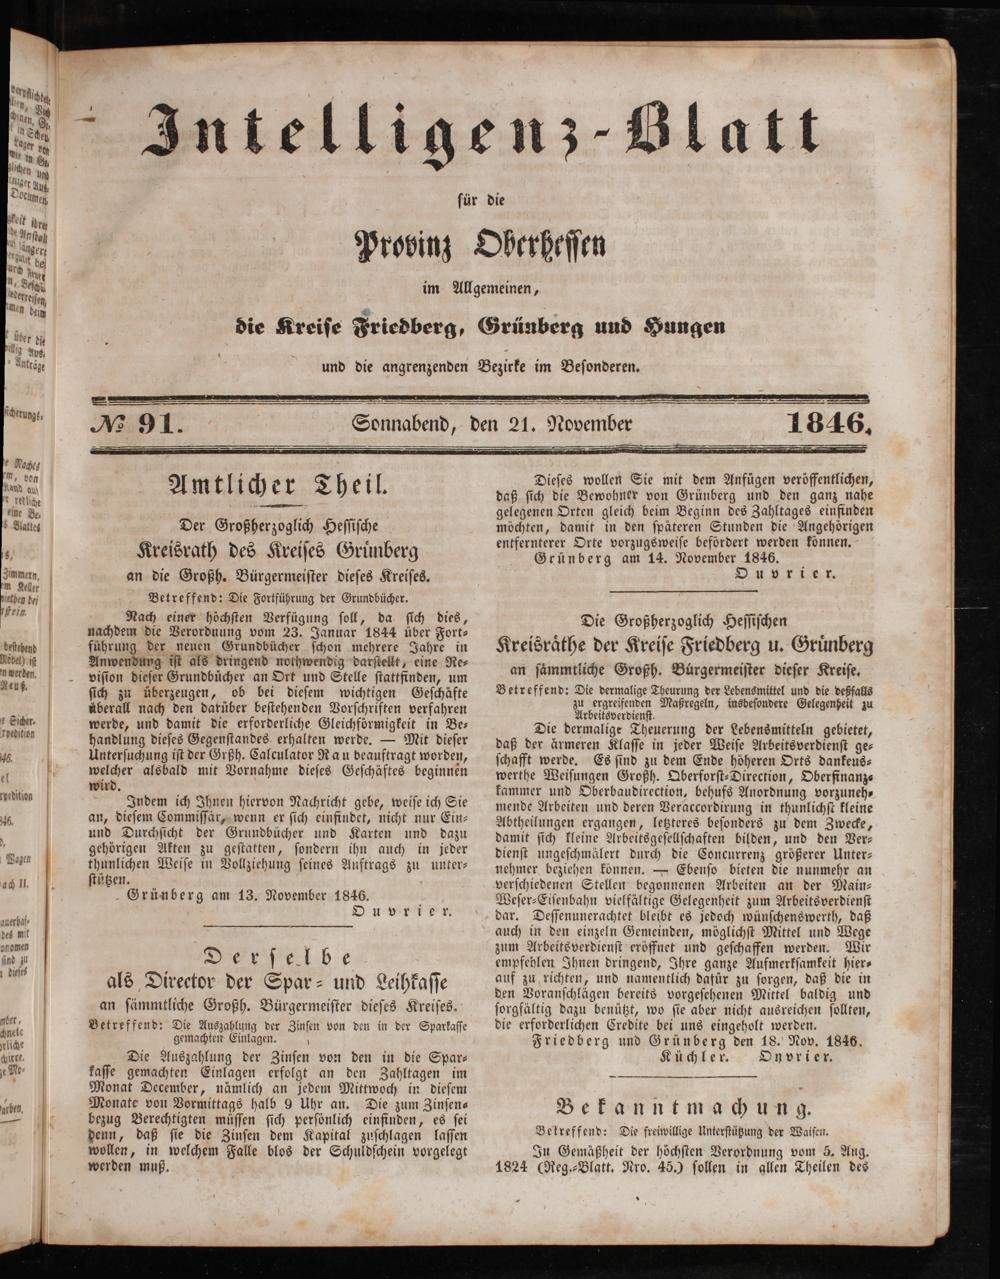 Intelligenz-Blatt
für die
Provinz Oberhessen
im Allgemeinen,
die Kreise Friedberg, Grünberg und Hungen
und die angrenzenden Bezirke im Besonderen.
№ 91. Sonnabend, den 21. November 1846.
Amtlicher Theil.
Der Großherzoglich Hessische
Kreisrath des Kreises Grünberg
an die Großh. Bürgermeister dieses Kreises.
Betreffend: Die Fortführung der Grundbücher.
Nach einer höchsten Verfügung soll, da sich dies,
nachdem die Verordnung vom 23. Januar 1844 über Fort-
führung der neuen Grundbücher schon mehrere Jahre in
Anwendung ist als dringend nothwendig darstellt, eine Re-
vision dieser Grundbücher an Ort und Stelle stattfinden, um
sich zu überzeugen, ob bei diesem wichtigen Geschäfte
überall nach den darüber bestehenden Vorschriften verfahren
werde, und damit die erforderliche Gleichförmigkeit in Be-
handlung dieses Gegenstandes erhalten werde. — Mit dieser
Untersuchung ist der Grßh. Calculator Rau beauftragt worden,
welcher alsbald mit Vornahme dieses Geschäftes beginnen
wird.
Indem ich Ihnen hiervon Nachricht gebe, weise ich Sie
an, diesem Commissär, wenn er sich einfindet, nicht nur Ein-
und Durchsicht der Grundbücher und Karten und dazu
gehörigen Akten zu gestatten, sondern ihn auch in jeder
thunlichen Weise in Vollziehung seines Auftrags zu unter-
stützen.
Grünberg am 13. November 1846.
Ouvrier.
Derselbe
als Director der Spar- und Leihkasse
an sämmtliche Großh. Bürgermeister dieses Kreises.
Betreffend: Die Auszahlung der Zinsen von den in der Sparkasse
gemachten Einlagen.
Die Auszahlung der Zinsen von den in die Spar-
kasse gemachten Einlagen erfolgt an den Zahltagen im
Monat December, nämlich an jedem Mittwoch in diesem
Monate von Vormittags halb 9 Uhr an. Die zum Zinsen-
bezug Berechtigten müssen sich persönlich einfinden, es sei
denn, daß sie die Zinsen dem Kapital zuschlagen lassen
wollen, in welchem Falle blos der Schuldschein vorgelegt
werden muß.
Dieses wollen Sie mit dem Anfügen veröffentlichen,
daß sich die Bewohner von Grünberg und den ganz nahe
gelegenen Orten gleich beim Beginn des Zahltages einfinden
möchten, damit in den späteren Stunden die Angehörigen
entfernterer Orte vorzugsweise befördert werden können.
Grünberg am 14. November 1846.
Ouvrier.
Die Großherzoglich Hessischen
Kreisräthe der Kreise Friedberg u. Grünberg
an sämmtliche Großh. Bürgermeister dieser Kreise.
Betreffend: Die dermalige Theurung der Lebensmittel und die deßfalls
zu ergreifenden Maßregeln, insbesondere Gelegenheit zu
Arbeitsverdienst.
Die dermalige Theuerung der Lebensmitteln gebietet,
daß der ärmeren Klasse in jeder Weise Arbeitsverdienst ge-
schafft werde. Es sind zu dem Ende höheren Orts dankens-
werthe Weisungen Großh. Oberforst-Direction, Oberfinanz-
kammer und Oberbaudirection, behufs Anordnung vorzuneh-
mende Arbeiten und deren Veraccordirung in thunlichst kleine
Abtheilungen ergangen, letzteres besonders zu dem Zwecke,
damit sich kleine Arbeitsgesellschaften bilden, und den Ver-
dienst ungeschmälert durch die Concurrenz größerer Unter-
nehmer beziehen können. — Ebenso bieten die nunmehr an
verschiedenen Stellen begonnenen Arbeiten an der Main-
Weser-Eisenbahn vielfältige Gelegenheit zum Arbeitsverdienst
dar. Dessenunerachtet bleibt es jedoch wünschenswerth, daß
auch in den einzeln Gemeinden, möglichst Mittel und Wege
zum Arbeitsverdienst eröffnet und geschaffen werden. Wir
empfehlen Ihnen dringend, Ihre ganze Aufmerksamkeit hier-
auf zu richten, und namentlich dafür zu sorgen, daß die in
den Voranschlägen bereits vorgesehenen Mittel baldig und
sorgfältig dazu benützt, wo sie aber nicht ausreichen sollten,
die erforderlichen Credite bei uns eingeholt werden.
Friedberg und Grünberg den 18. Nov. 1846.
Küchler. Ouvrier.
Bekanntmachung.
Betreffend: Die freiwillige Unterstützung der Waisen.
In Gemäßheit der höchsten Verordnung vom 5. Aug.
1824 (Reg.-Blatt. Nro. 45.) sollen in allen Theilen des